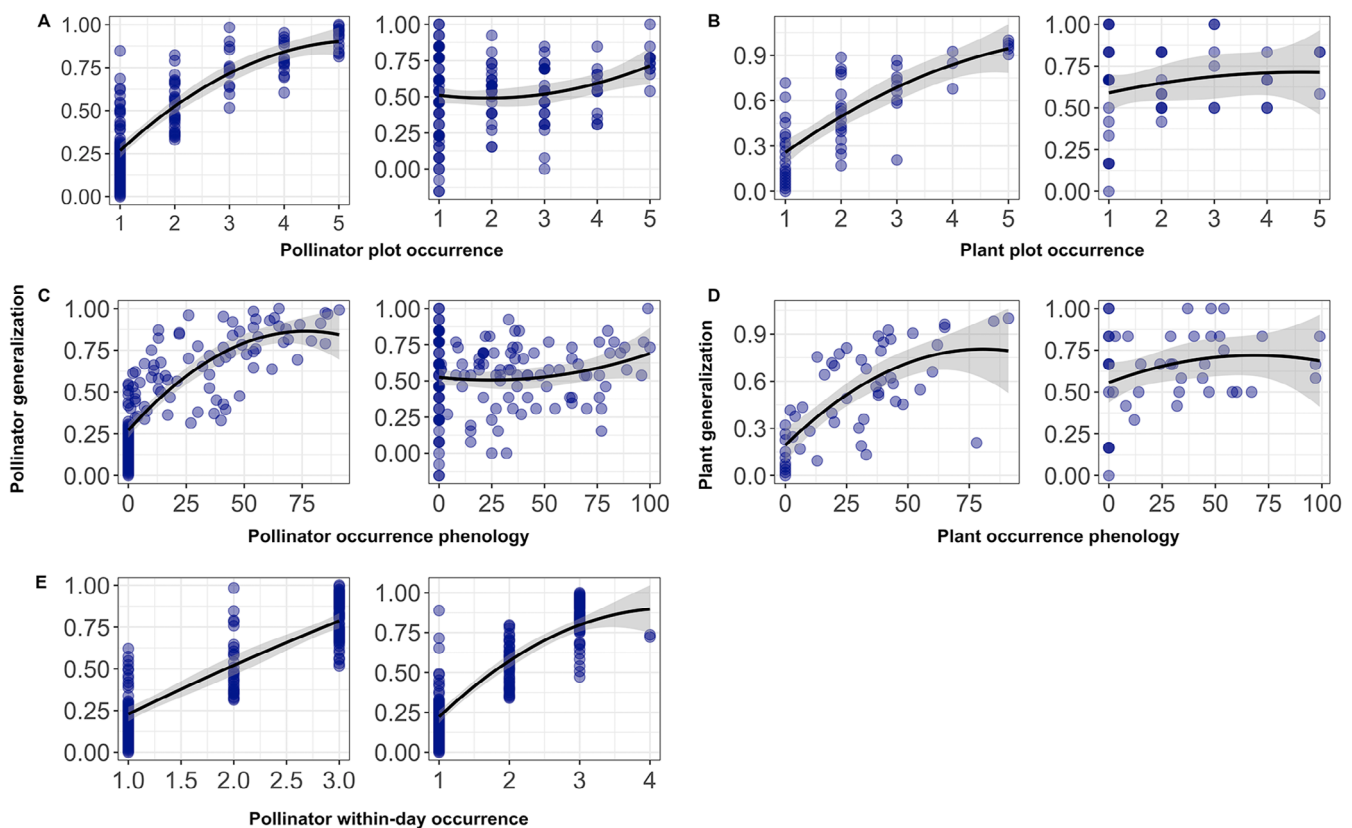 A
1.00
0.75
0.50
0.25
0.00
1 2 3 4 5
1.00
0.75
0.50
0.25
0.00
1 2 3 4 5
Pollinator plot occurrence
B
0.9
0.6
0.3
0.0
1 2 3 4 5
1.00
0.75
0.50
0.25
0.00
1 2 3 4 5
Plant plot occurrence
Pollinator generalization
C
1.00
0.75
0.50
0.25
0.00
0 25 50 75
1.00
0.75
0.50
0.25
0.00
0 25 50 75 100
Pollinator occurrence phenology
Plant generalization
D
0.9
0.6
0.3
0.0
0 25 50 75
1.00
0.75
0.50
0.25
0.00
0 25 50 75 100
Plant occurrence phenology
E
1.00
0.75
0.50
0.25
0.00
1.0 1.5 2.0 2.5 3.0
1.00
0.75
0.50
0.25
0.00
1 2 3 4
Pollinator within-day occurrence